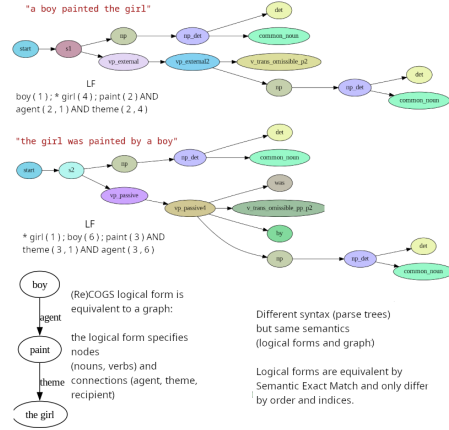 "a boy painted the girl"
det
np
np_det
common_noun
start
s1
vp_external
vp_external2
v_trans_omissible_p2
det
np
np_det
common_noun
LF
boy ( 1 ) ; * girl ( 4 ) ; paint ( 2 ) AND
agent ( 2 , 1 ) AND theme ( 2 , 4 )
"the girl was painted by a boy"
det
np
np_det
common_noun
start
s2
was
vp_passive
vp_passive4
v_trans_omissible_pp_p2
by
det
np
np_det
common_noun
LF
* girl ( 1 ) ; boy ( 6 ) ; paint ( 3 ) AND
theme ( 3 , 1 ) AND agent ( 3 , 6 )
boy
agent
paint
theme
the girl
(Re)COGS logical form is
equivalent to a graph:
the logical form specifies
nodes
(nouns, verbs) and
connections (agent, theme,
recipient)
Different syntax (parse trees)
but same semantics
(logical forms and graph)
Logical forms are equivalent by
Semantic Exact Match and only differ
by order and indices.